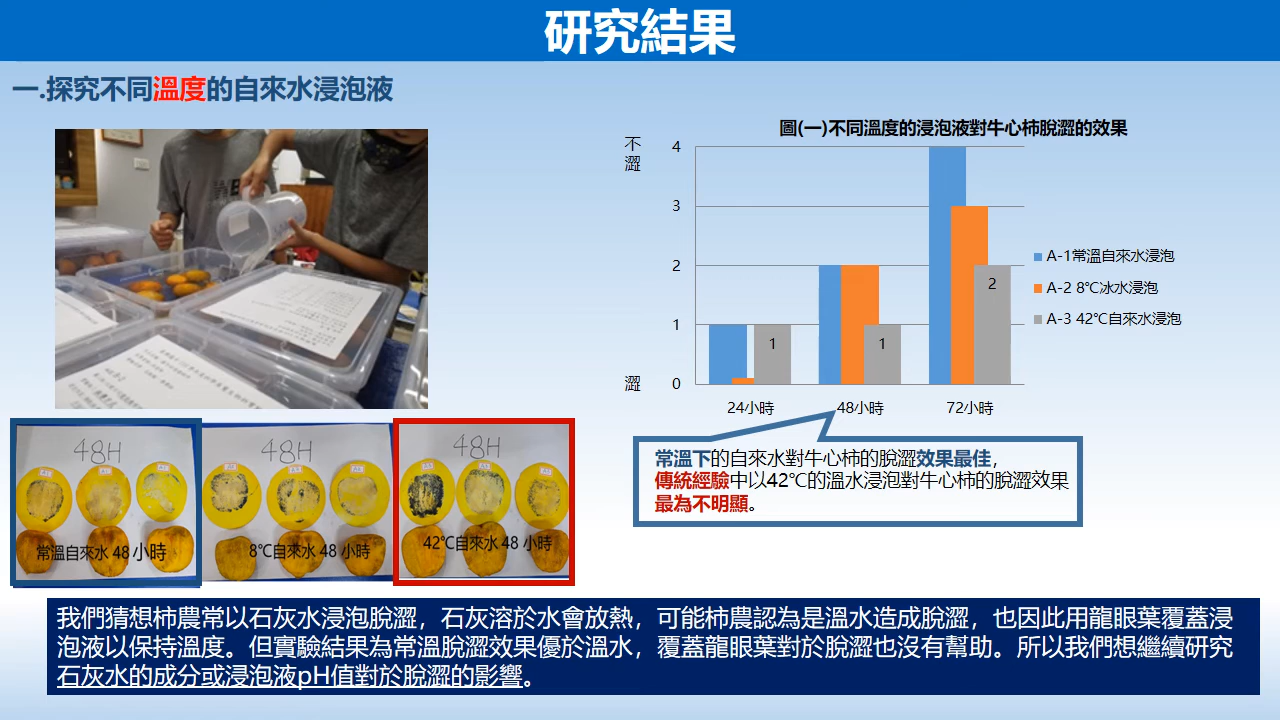 研究結果
一.探究不同溫度的自來水浸泡液
圖(一)不同溫度的浸泡液對牛心柿脫澀的效果
不
澀
4
3
2
1
澀
0
2
1
1
24小時
48小時
72小時
A-1常溫自來水浸泡
A-2 8℃冰水浸泡
A-3 42℃自來水浸泡
常溫下的自來水對牛心柿的脫澀效果最佳，
傳統經驗中以42℃的溫水浸泡對牛心柿的脫澀效果
最為不明顯。
48H
48H
48H
常溫自來水 48 小時
8℃自來水 48 小時
42℃自來水 48 小時
我們猜想柿農常以石灰水浸泡脫澀，石灰溶於水會放熱，可能柿農認為是溫水造成脫澀，也因此用龍眼葉覆蓋浸
泡液以保持溫度。但實驗結果為常溫脫澀效果優於溫水，覆蓋龍眼葉對於脫澀也沒有幫助。所以我們想繼續研究
石灰水的成分或浸泡液pH值對於脫澀的影響。